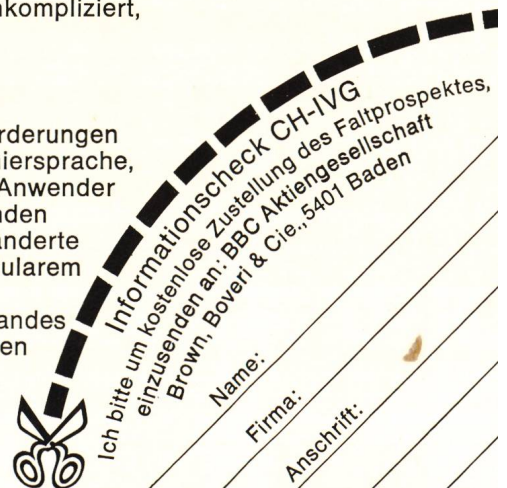 nkompliziert,
rderungen
niersprache,
Anwender
nden
anderte
ularem
andes
en
Informationscheck CH-IVG
Ich bitte um kostenlose Zustellung des Faltprospektes,
einzusenden an: BBC Aktiengesellschaft
Brown, Boveri & Cie., 5401 Baden
Name:
Firma:
Anschrift: